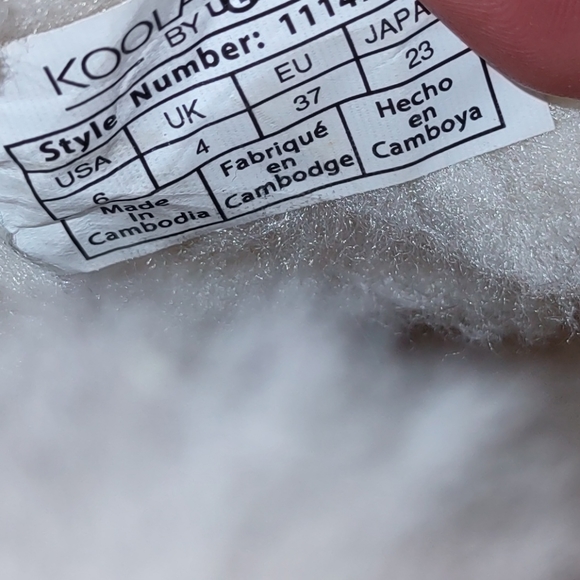 KOOLA
BY UG
Style Number: 1114
USA UK EU JAPA
6 4 37 23
Made in Cambodia
Fabriqué en Cambodge
Hecho en Camboya